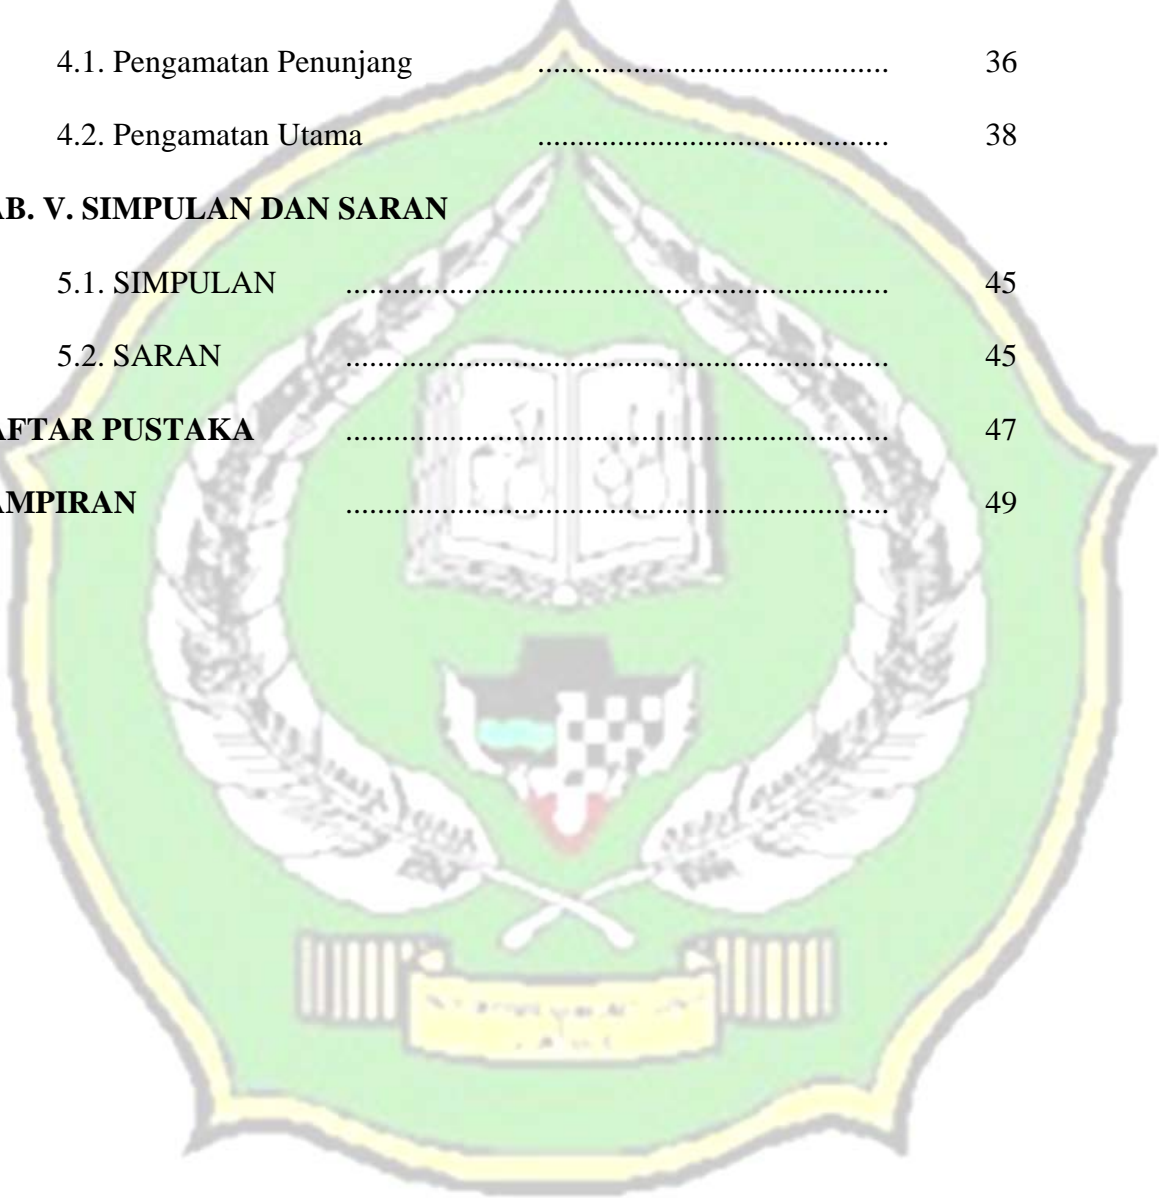 4.1. Pengamatan Penunjang ............................................ 36
4.2. Pengamatan Utama ............................................ 38
AB. V. SIMPULAN DAN SARAN
5.1. SIMPULAN .................................................................... 45
5.2. SARAN .................................................................... 45
AFTAR PUSTAKA .................................................................... 47
AMPIRAN .................................................................... 49